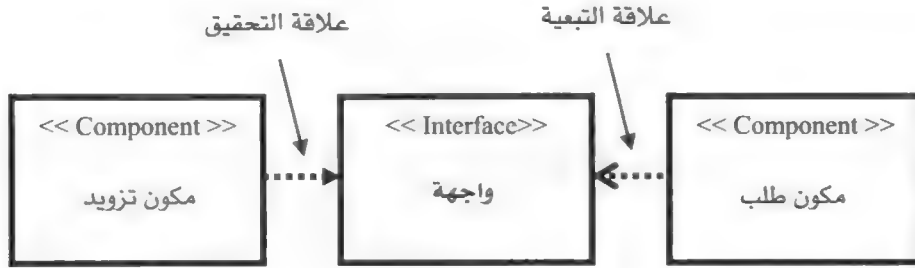 علاقة التبعية
علاقة التحقيق
<< Component >>
مكون طلب
<< Interface>>
واجهة
<< Component >>
مكون تزويد